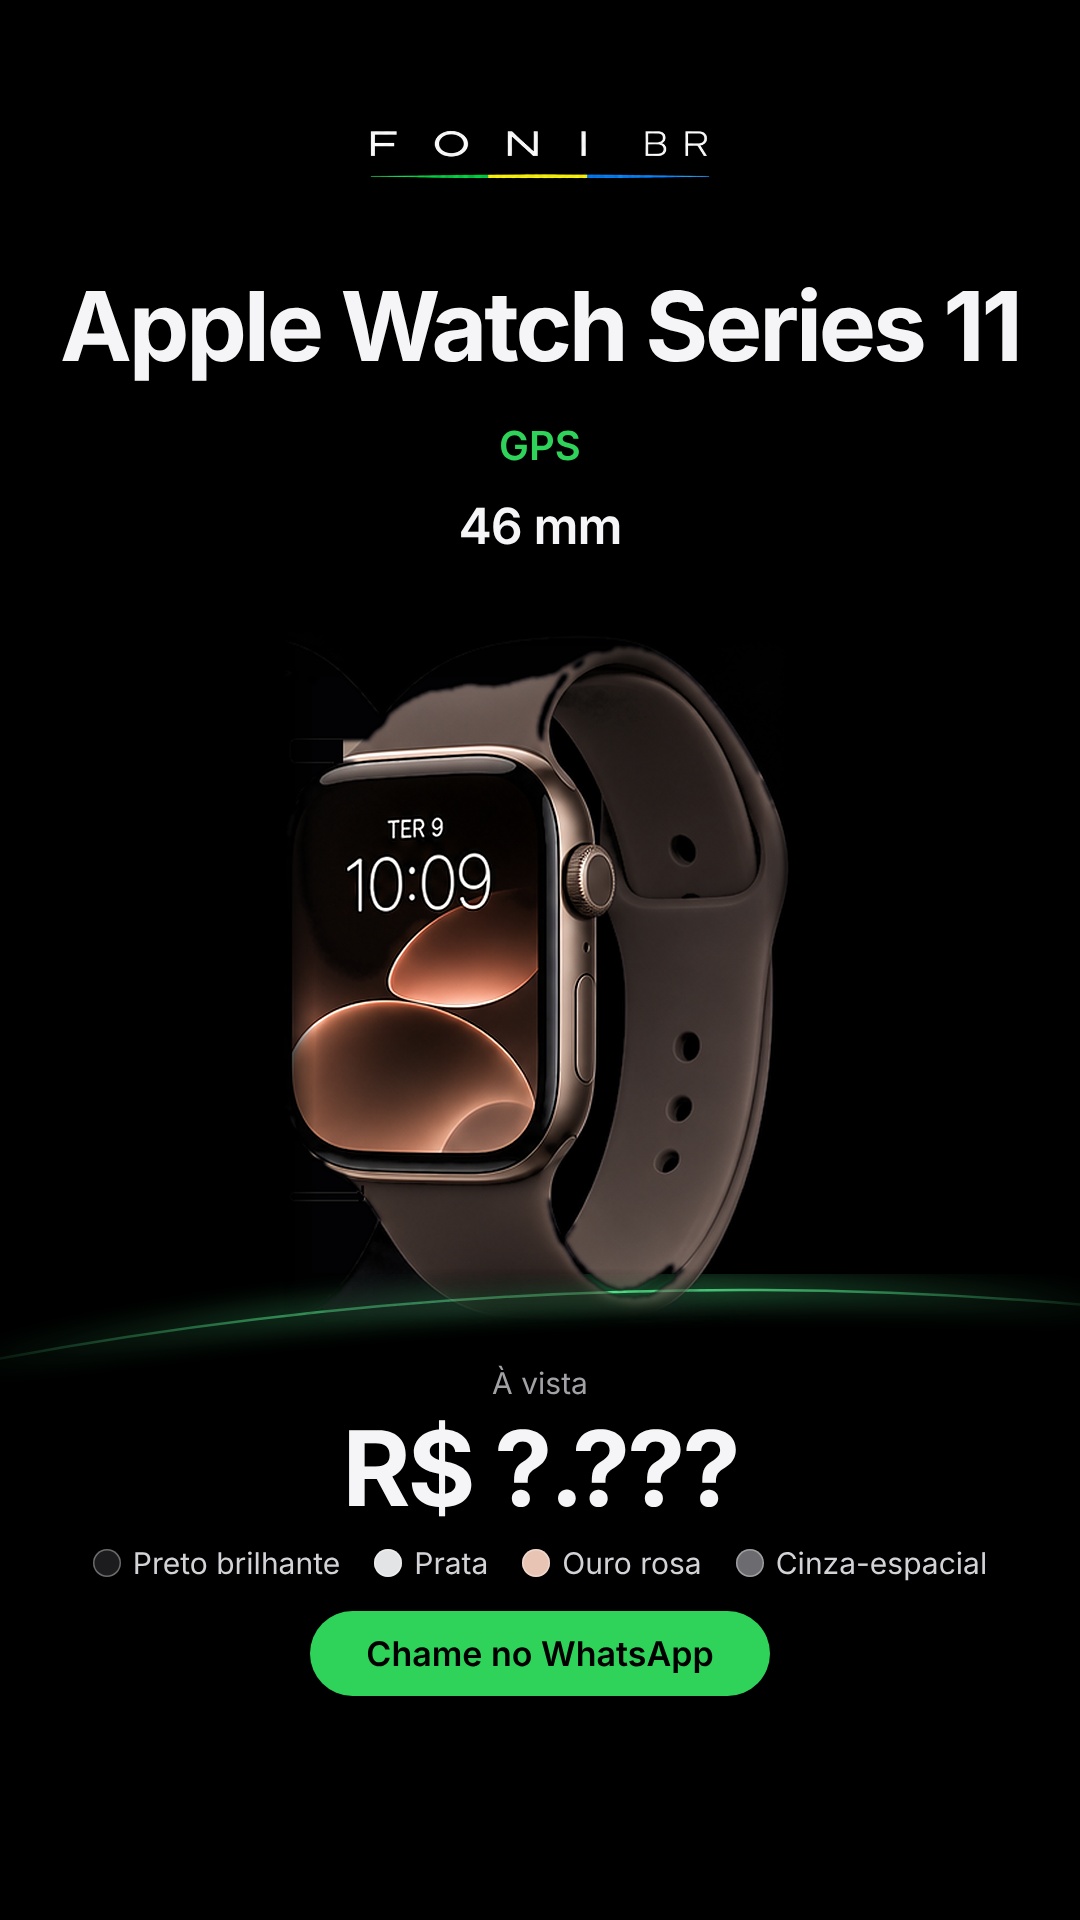 FONI BR
Apple Watch Series 11
GPS
46 mm
TER 9
10:09
À vista
R$ ?.???
Preto brilhante Prata Ouro rosa Cinza-espacial
Chame no WhatsApp